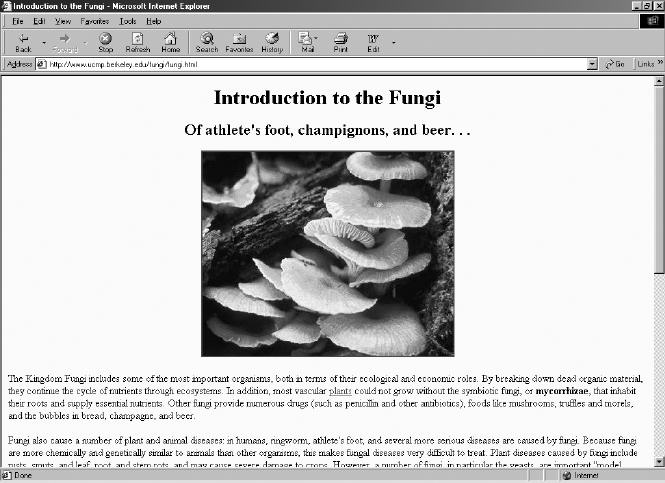 Introduction to the Fungi - Microsoft Internet Explorer
File Edit View Favorites Tools Help
Back Forward Stop Refresh Home Search Favorites History Mail Print Edit
Address http://www.ucmp.berkeley.edu/fungi/fungi.html Go Links »
Introduction to the Fungi
Of athlete's foot, champignons, and beer. . .
The Kingdom Fungi includes some of the most important organisms, both in terms of their ecological and economic roles. By breaking down dead organic material,
they continue the cycle of nutrients through ecosystems. In addition, most vascular plants could not grow without the symbiotic fungi, or mycorrhizae, that inhabit
their roots and supply essential nutrients. Other fungi provide numerous drugs (such as penicillin and other antibiotics), foods like mushrooms, truffles and morels,
and the bubbles in bread, champagne, and beer.
Fungi also cause a number of plant and animal diseases: in humans, ringworm, athlete's foot, and several more serious diseases are caused by fungi. Because fungi
are more chemically and genetically similar to animals than other organisms, this makes fungal diseases very difficult to treat. Plant diseases caused by fungi include
rusts, smuts, and leaf, root, and stem rots, and may cause severe damage to crops. However, a number of fungi, in particular the yeasts, are important "model
Done Internet